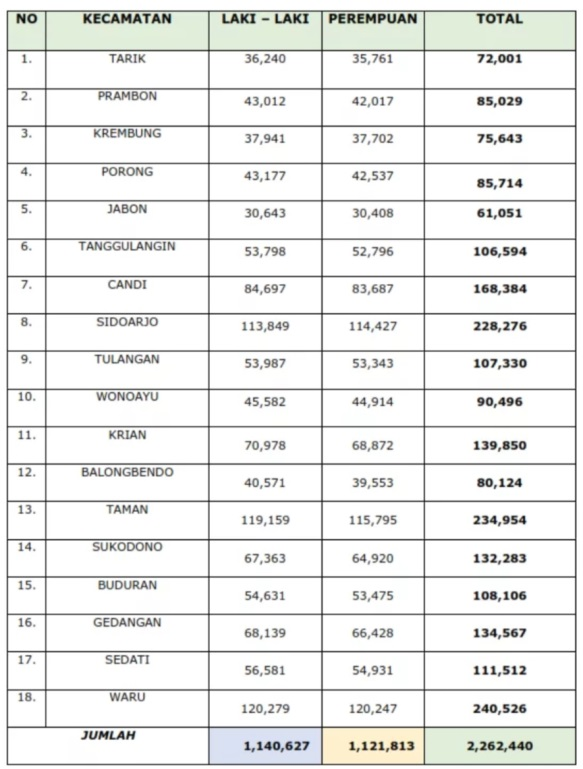 NO KECAMATAN LAKI – LAKI PEREMPUAN TOTAL
1. TARIK 36,240 35,761 72,001
2. PRAMBON 43,012 42,017 85,029
3. KREMBUNG 37,941 37,702 75,643
4. PORONG 43,177 42,537 85,714
5. JABON 30,643 30,408 61,051
6. TANGGULANGIN 53,798 52,796 106,594
7. CANDI 84,697 83,687 168,384
8. SIDOARJO 113,849 114,427 228,276
9. TULANGAN 53,987 53,343 107,330
10. WONOAYU 45,582 44,914 90,496
11. KRIAN 70,978 68,872 139,850
12. BALONGBENDO 40,571 39,553 80,124
13. TAMAN 119,159 115,795 234,954
14. SUKODONO 67,363 64,920 132,283
15. BUDURAN 54,631 53,475 108,106
16. GEDANGAN 68,139 66,428 134,567
17. SEDATI 56,581 54,931 111,512
18. WARU 120,279 120,247 240,526
JUMLAH 1,140,627 1,121,813 2,262,440